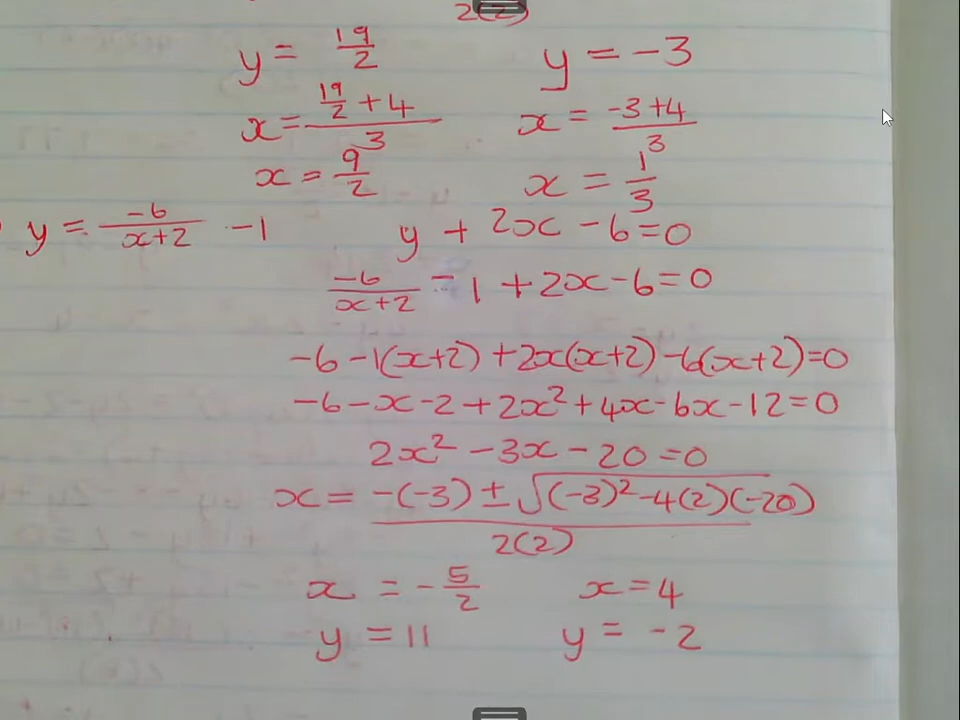 2(2)
y = 19/2 y = -3
x = (19/2 + 4)/3 x = (-3 + 4)/3
x = 9/2 x = 1/3
y = -6/(x+2) - 1 y + 2x - 6 = 0
-6/(x+2) - 1 + 2x - 6 = 0
-6 - 1(x+2) + 2x(x+2) - 6(x+2) = 0
-6 - x - 2 + 2x² + 4x - 6x - 12 = 0
2x² - 3x - 20 = 0
x = (-(-3) ± √((-3)² - 4(2)(-20)))/2(2)
x = -5/2 x = 4
y = 11 y = -2